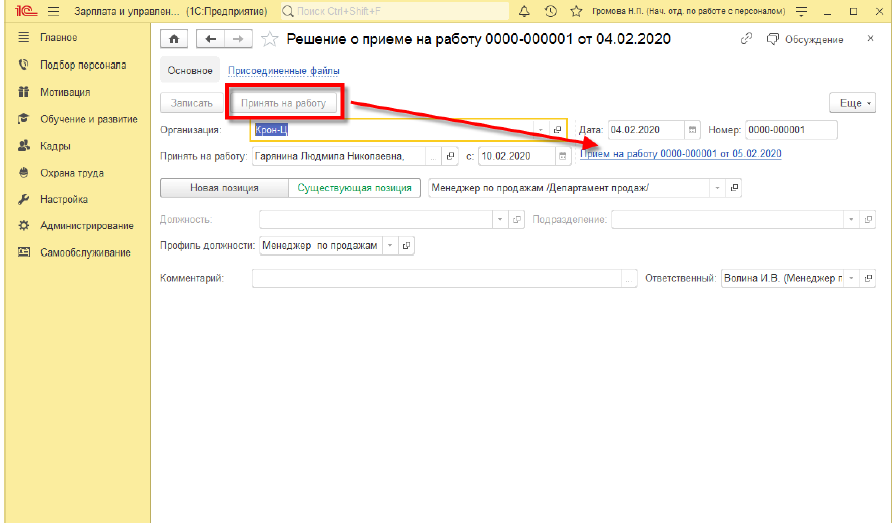 1С Зарплата и управлен... (1С:Предприятие) Поиск Ctrl+Shift+F Громова Н.П. (Нач. отд. по работе с персоналом)
Главное
Подбор персонала
Мотивация
Обучение и развитие
Кадры
Охрана труда
Настройка
Администрирование
Самообслуживание
Решение о приеме на работу 0000-000001 от 04.02.2020 Обсуждение
Основное Присоединенные файлы
Записать Принять на работу Еще
Организация: Крон-Ц Дата: 04.02.2020 Номер: 0000-000001
Принять на работу: Гарянина Людмила Николаевна, с: 10.02.2020 Прием на работу 0000-000001 от 05.02.2020
Новая позиция Существующая позиция Менеджер по продажам /Департамент продаж/
Должность: Подразделение:
Профиль должности: Менеджер по продажам
Комментарий: Ответственный: Волина И.В. (Менеджер п